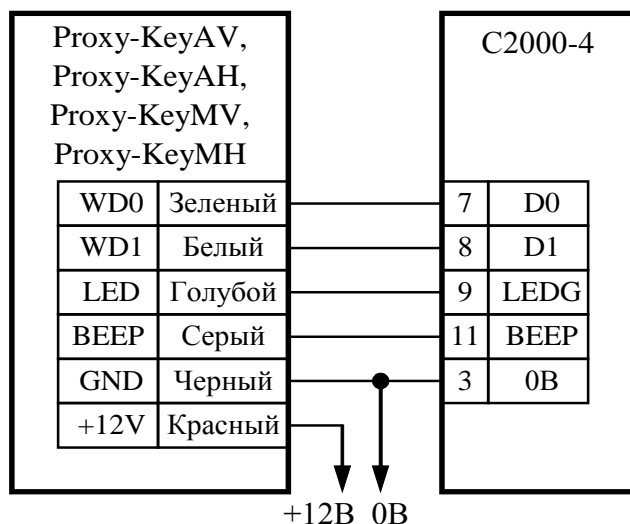 Proxy-KeyAV,
Proxy-KeyAH,
Proxy-KeyMV,
Proxy-KeyMH
C2000-4
WD0 Зеленый 7 D0
WD1 Белый 8 D1
LED Голубой 9 LEDG
BEEP Серый 11 BEEP
GND Черный 3 0В
+12V Красный
+12В 0В